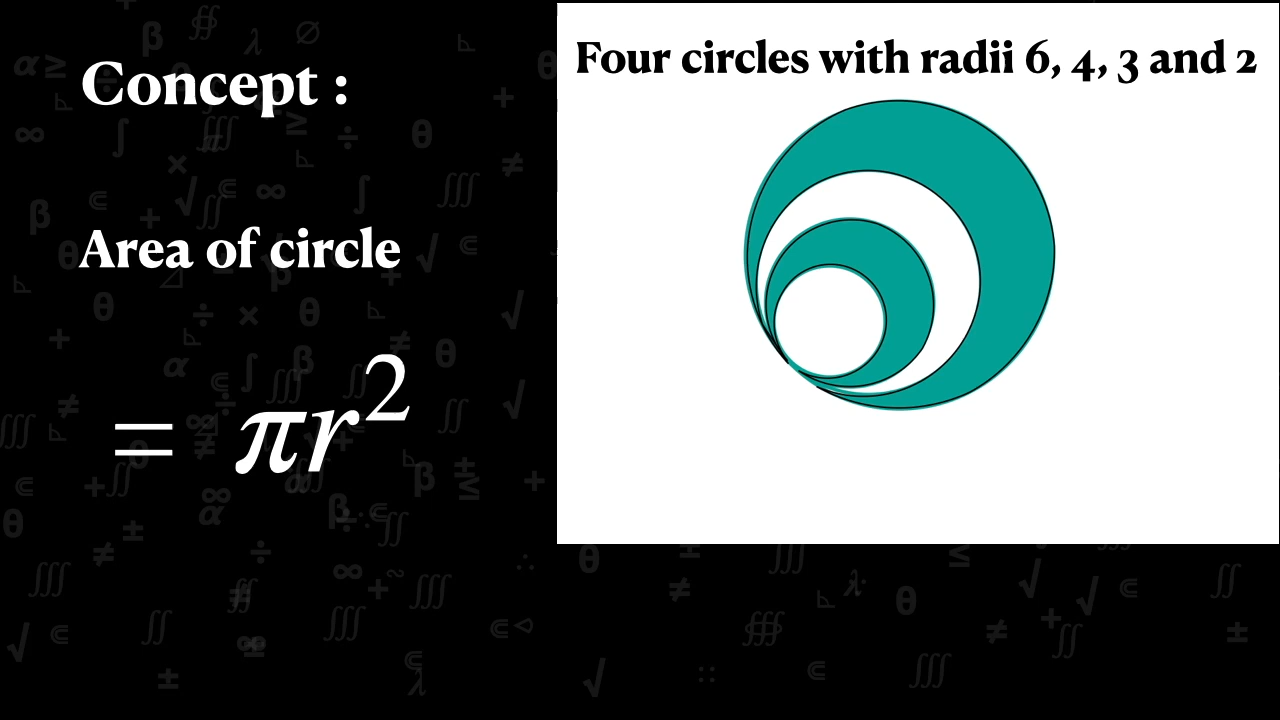 Concept :
Area of circle
= πr²
Four circles with radii 6, 4, 3 and 2